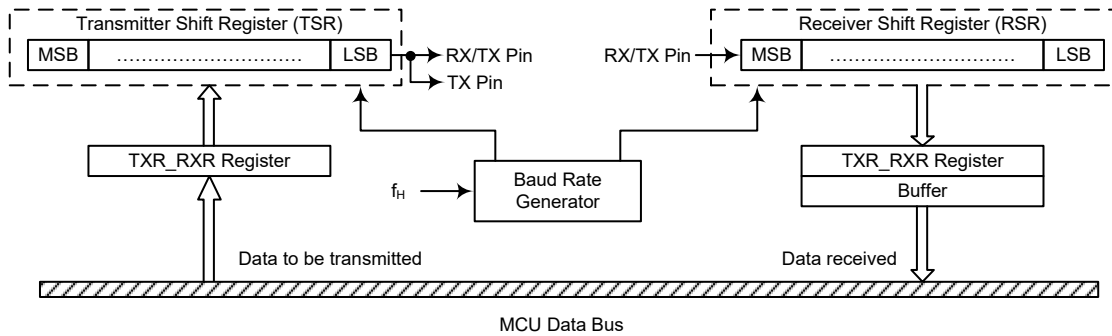 Transmitter Shift Register (TSR)
MSB ………………………… LSB
RX/TX Pin
TX Pin
TXR_RXR Register
Data to be transmitted
fH
Baud Rate
Generator
Receiver Shift Register (RSR)
RX/TX Pin
MSB ………………………… LSB
TXR_RXR Register
Buffer
Data received
MCU Data Bus